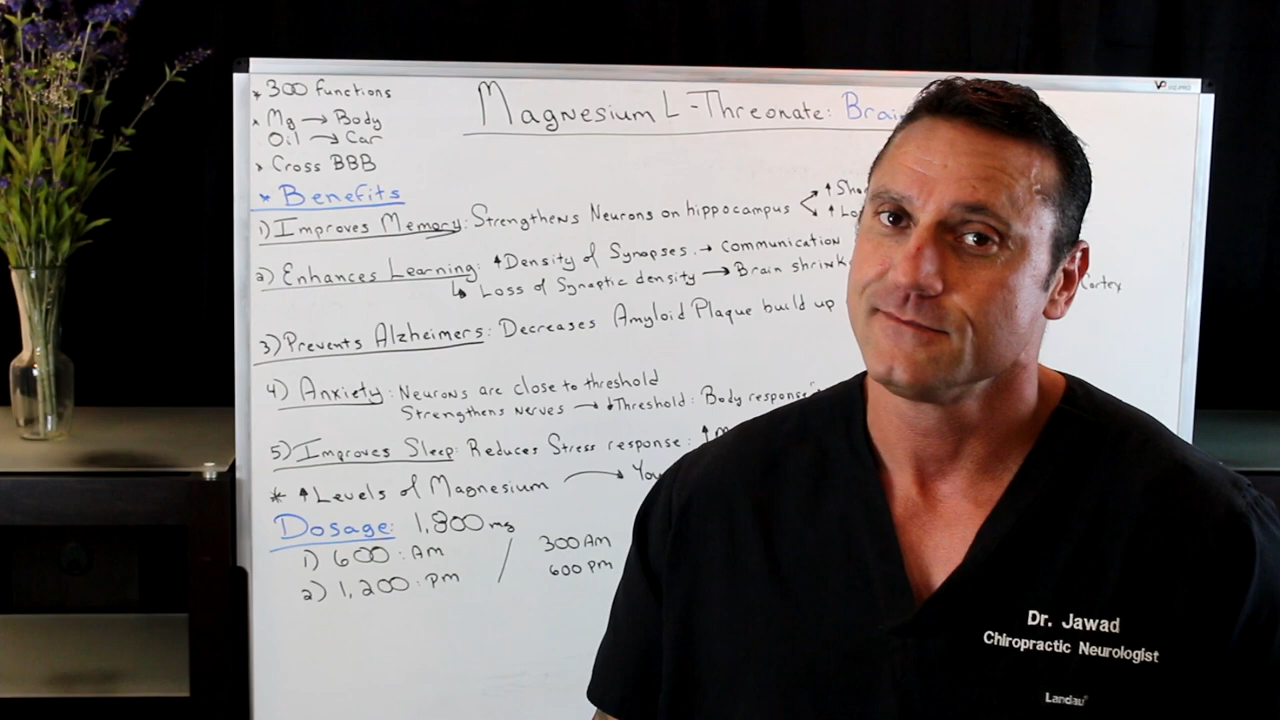 * 300 functions
* Mg → Body
Oil → Car
* Cross BBB
Magnesium L-Threonate: Brain
* Benefits
1) Improves Memory: Strengthens Neurons on hippocampus ↑ Sho
↑ Lo
2) Enhances Learning: ↑ Density of Synapses → Communication
↳ Loss of Synaptic density → Brain shrink
Cortex
3) Prevents Alzheimers: Decreases Amyloid Plaque build up
4) Anxiety: Neurons are close to threshold
Strengthens nerves → ↓Threshold: Body response
5) Improves Sleep: Reduces Stress response: ↑ M
* ↑ Levels of Magnesium → You
Dosage: 1,800 mg
1) 600 : Am / 300 Am
2) 1,200 : pm 600 pm
Dr. Jawad
Chiropractic Neurologist
Landau